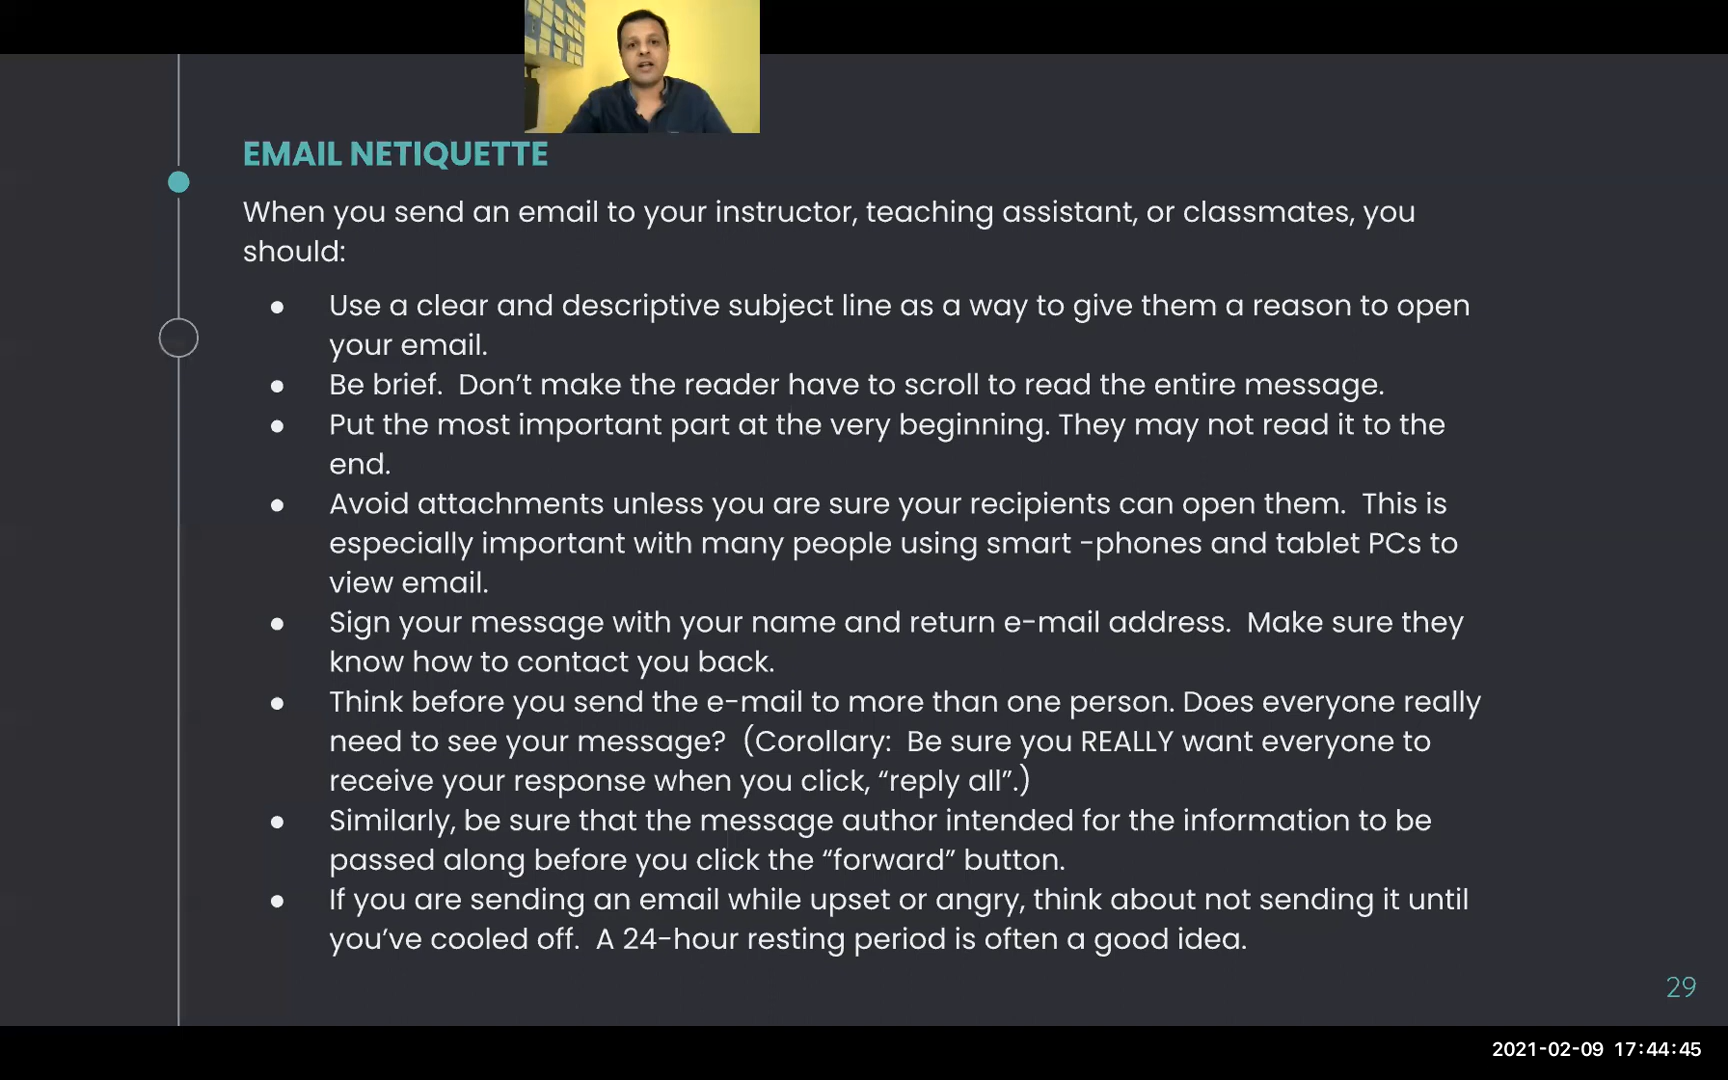 EMAIL NETIQUETTE
When you send an email to your instructor, teaching assistant, or classmates, you
should:
● Use a clear and descriptive subject line as a way to give them a reason to open
your email.
● Be brief.  Don’t make the reader have to scroll to read the entire message.
● Put the most important part at the very beginning. They may not read it to the
end.
● Avoid attachments unless you are sure your recipients can open them.  This is
especially important with many people using smart -phones and tablet PCs to
view email.
● Sign your message with your name and return e-mail address.  Make sure they
know how to contact you back.
● Think before you send the e-mail to more than one person. Does everyone really
need to see your message?  (Corollary:  Be sure you REALLY want everyone to
receive your response when you click, “reply all”.)
● Similarly, be sure that the message author intended for the information to be
passed along before you click the “forward” button.
● If you are sending an email while upset or angry, think about not sending it until
you’ve cooled off.  A 24-hour resting period is often a good idea.
29
2021-02-09 17:44:45